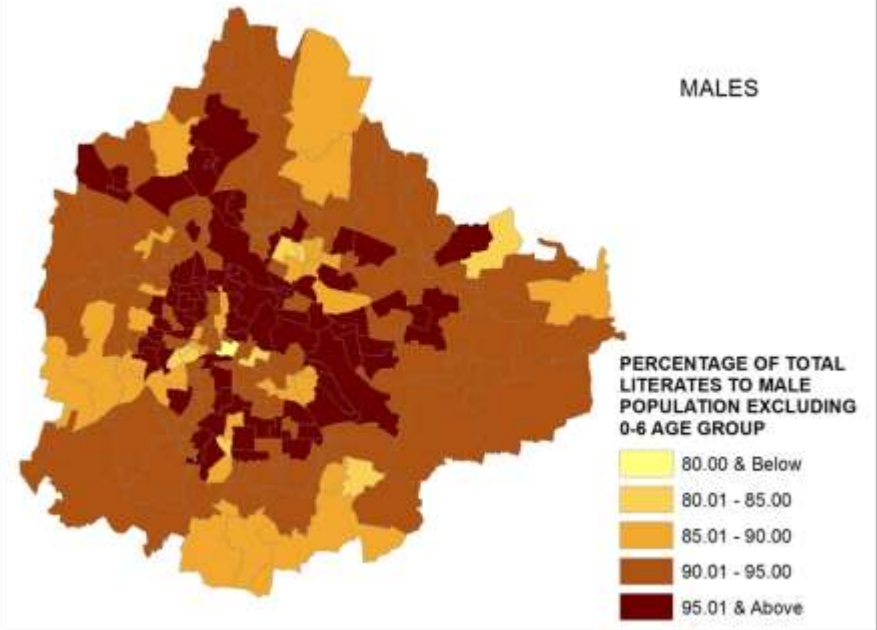 MALES
PERCENTAGE OF TOTAL
LITERATES TO MALE
POPULATION EXCLUDING
0-6 AGE GROUP
80.00 & Below
80.01 - 85.00
85.01 - 90.00
90.01 - 95.00
95.01 & Above